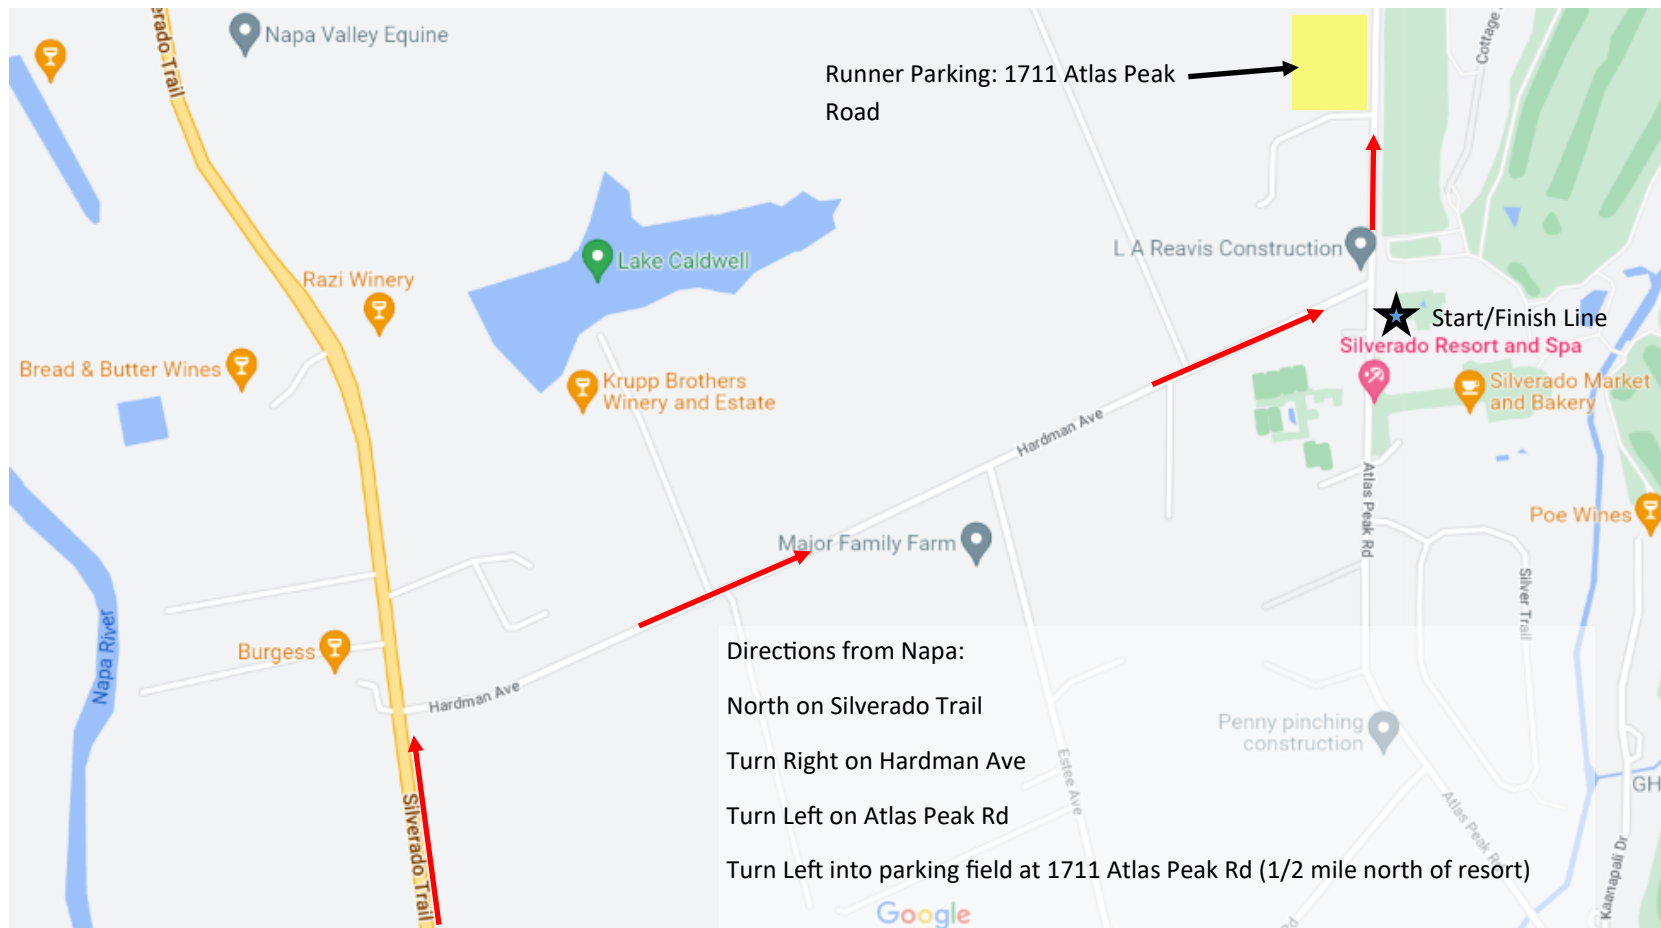 erado Trail
Napa Valley Equine
Cottage
Runner Parking: 1711 Atlas Peak
Road
L A Reavis Construction
Lake Caldwell
Razi Winery
Start/Finish Line
Silverado Resort and Spa
Bread & Butter Wines
Krupp Brothers
Winery and Estate
Silverado Market
and Bakery
Hardman Ave
Atlas Peak Rd
Poe Wines
Major Family Farm
Silver Trail
Napa River
Burgess
Hardman Ave
Directions from Napa:
North on Silverado Trail
Turn Right on Hardman Ave
Turn Left on Atlas Peak Rd
Turn Left into parking field at 1711 Atlas Peak Rd (1/2 mile north of resort)
Penny pinching
construction
Estee Ave
GH
Silverado Trail
Atlas Peak Rd
Kaanapali Dr
Rd
Google